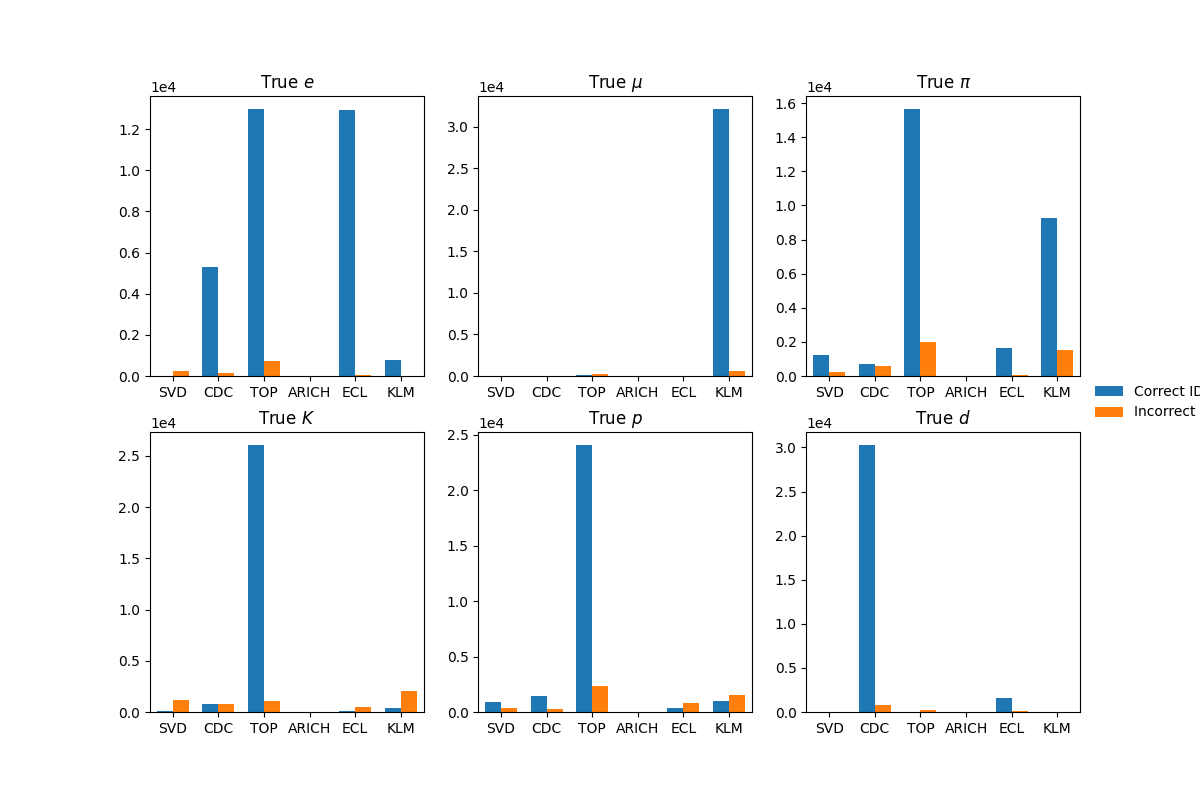 True e
True μ
True π
1e4
1.2
1.0
0.8
0.6
0.4
0.2
0.0
SVD CDC TOP ARICH ECL KLM
1e4
3.0
2.5
2.0
1.5
1.0
0.5
0.0
SVD CDC TOP ARICH ECL KLM
1e4
1.6
1.4
1.2
1.0
0.8
0.6
0.4
0.2
0.0
SVD CDC TOP ARICH ECL KLM
Correct ID
Incorrect
True K
True p
True d
1e4
2.5
2.0
1.5
1.0
0.5
0.0
SVD CDC TOP ARICH ECL KLM
1e4
2.5
2.0
1.5
1.0
0.5
0.0
SVD CDC TOP ARICH ECL KLM
1e4
3.0
2.5
2.0
1.5
1.0
0.5
0.0
SVD CDC TOP ARICH ECL KLM